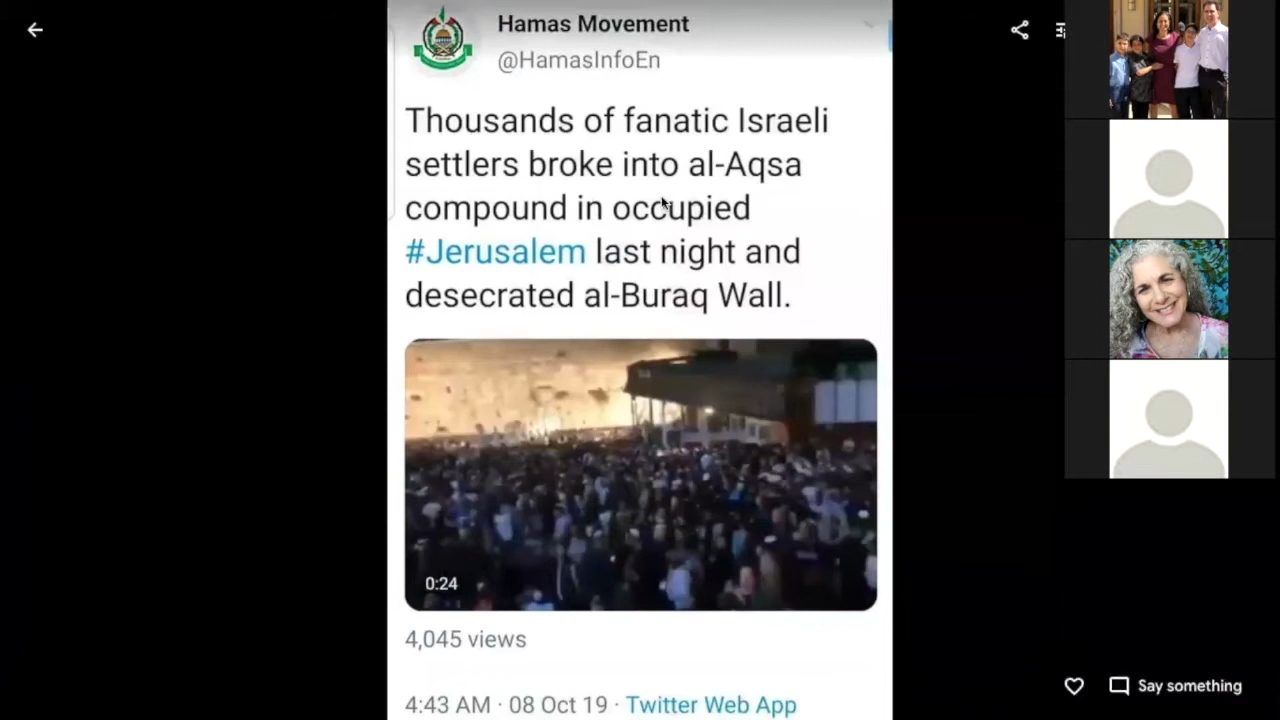 Hamas Movement
@HamasInfoEn
Thousands of fanatic Israeli
settlers broke into al-Aqsa
compound in occupied
#Jerusalem last night and
desecrated al-Buraq Wall.
0:24
4,045 views
4:43 AM · 08 Oct 19 · Twitter Web App
Say something